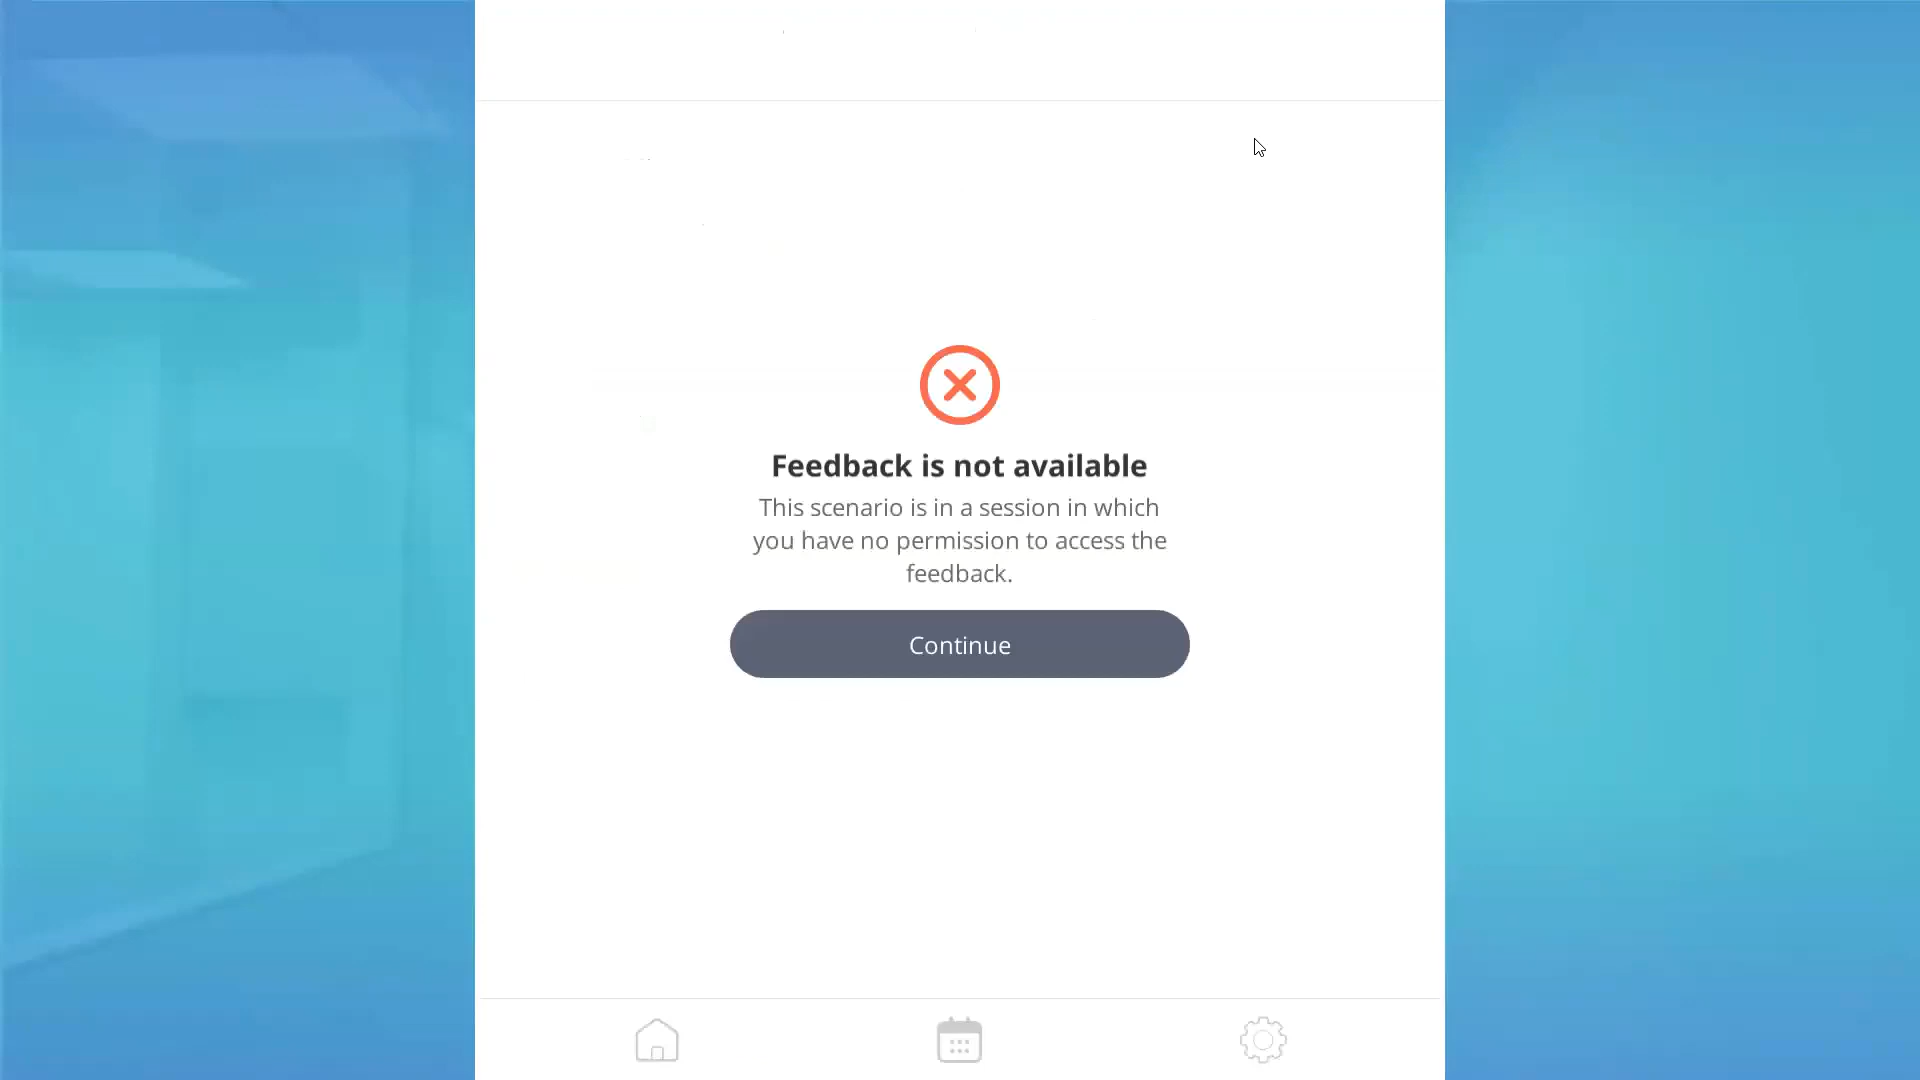 Feedback is not available
This scenario is in a session in which
you have no permission to access the
feedback.
Continue